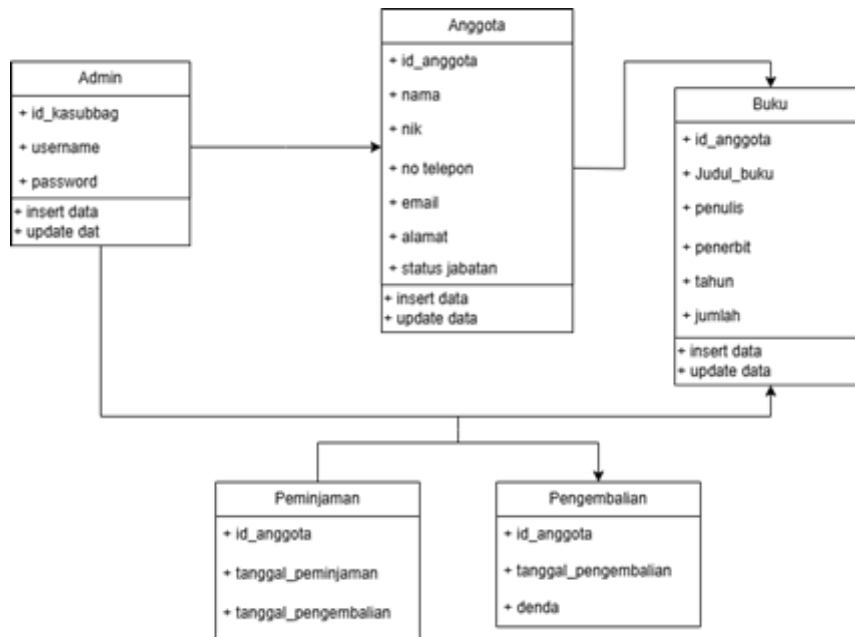 Admin
+ id_kasubbag
+ username
+ password
+ insert data
+ update dat
Anggota
+ id_anggota
+ nama
+ nik
+ no telepon
+ email
+ alamat
+ status jabatan
+ insert data
+ update data
Buku
+ id_anggota
+ Judul_buku
+ penulis
+ penerbit
+ tahun
+ jumlah
+ insert data
+ update data
Peminjaman
+ id_anggota
+ tanggal_peminjaman
+ tanggal_pengembalian
Pengembalian
+ id_anggota
+ tanggal_pengembalian
+ denda